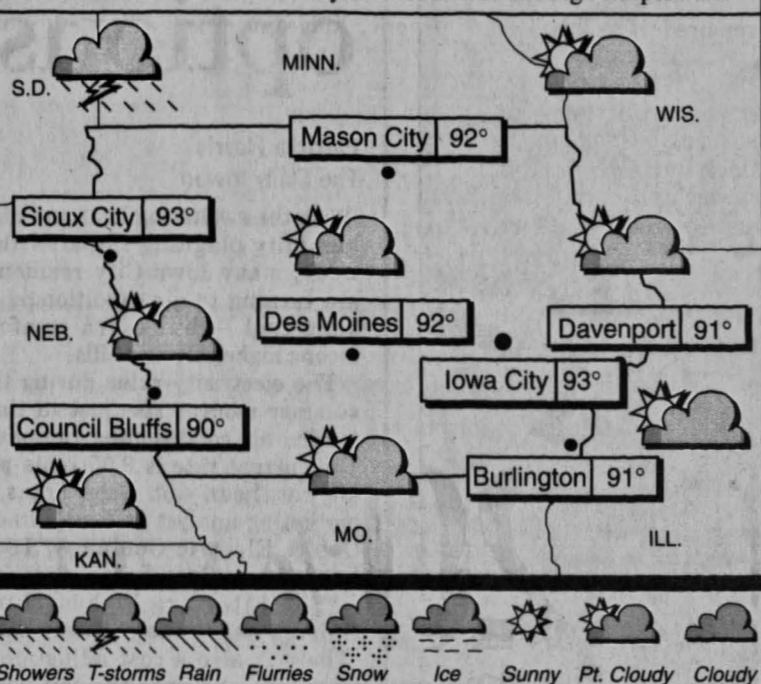 MINN.
S.D.
WIS.
Mason City 92°
Sioux City 93°
NEB.
Des Moines 92°
Davenport 91°
Iowa City 93°
Council Bluffs 90°
Burlington 91°
MO.
ILL.
KAN.
Showers T-storms Rain Flurries Snow Ice Sunny Pt. Cloudy Cloudy